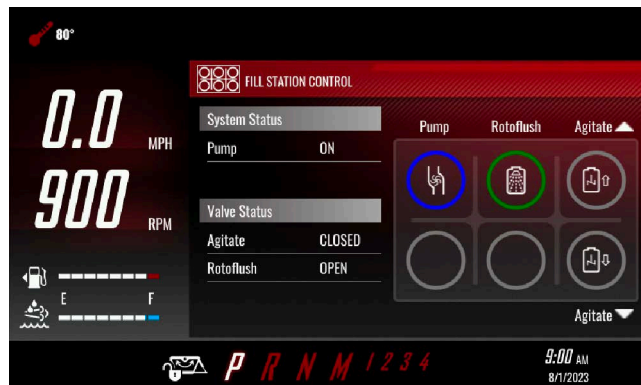 80°
FILL STATION CONTROL
0.0 MPH
900 RPM
System Status
Pump ON
Valve Status
Agitate CLOSED
Rotoflush OPEN
Pump Rotoflush Agitate
Agitate
E F
P R N M 1 2 3 4
9:00 AM
8/1/2023